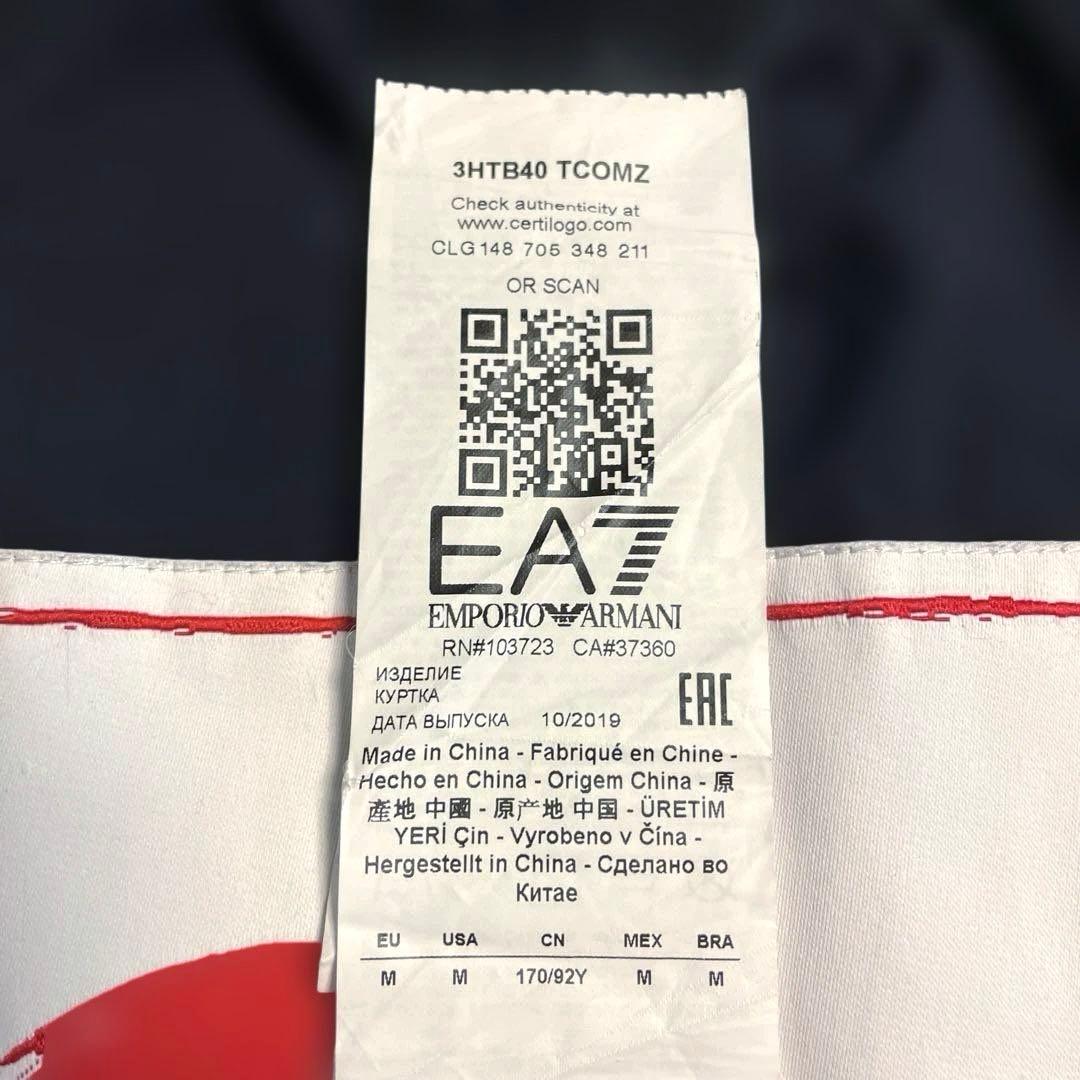 3HTB40 TCOMZ
Check authenticity at
www.certilogo.com
CLG 148 705 348 211
OR SCAN
EA7
EMPORIO ARMANI
RN#103723 CA#37360
ИЗДЕЛИЕ
КУРТКА
ДАТА ВЫПУСКА 10/2019
EAC
Made in China - Fabriqué en Chine -
Hecho en China - Origem China - 原
產地 中國 - 原产地 中国 - ÜRETİM
YERİ Çin - Vyrobeno v Čína -
Hergestellt in China - Сделано во
Китае
EU USA CN MEX BRA
M M 170/92Y M M